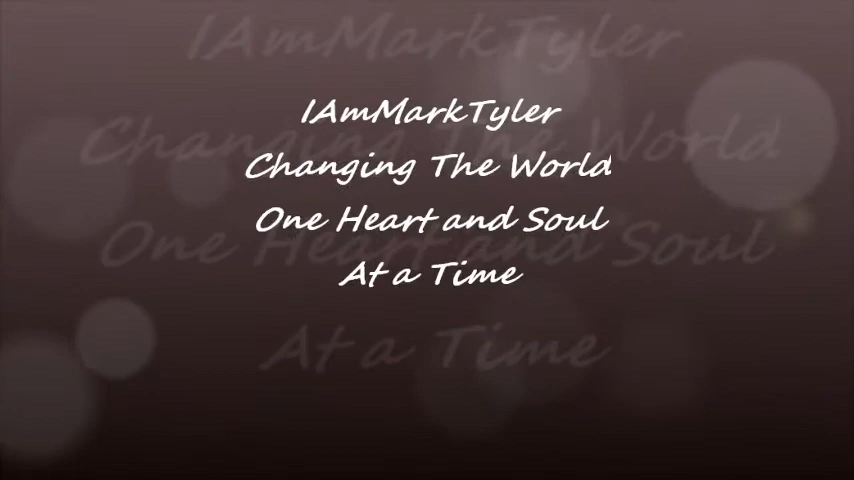 IAmMarkTyler
Changing The World
One Heart and Soul
At a Time